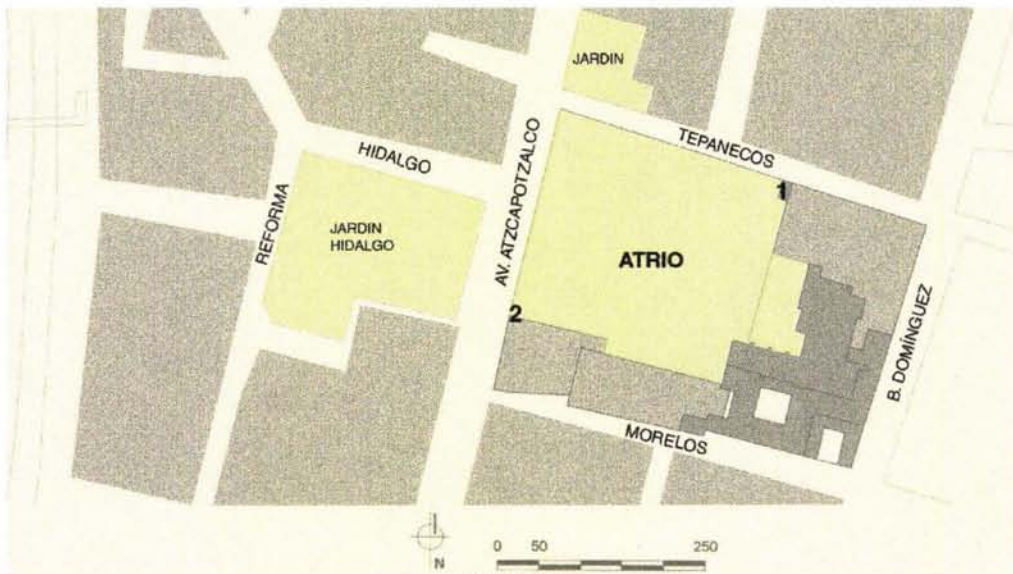 JARDIN
TEPANECOS
HIDALGO
1
AV. ATZCAPOTZALCO
REFORMA
JARDIN
HIDALGO
ATRIO
2
B. DOMÍNGUEZ
MORELOS
N
0 50 250